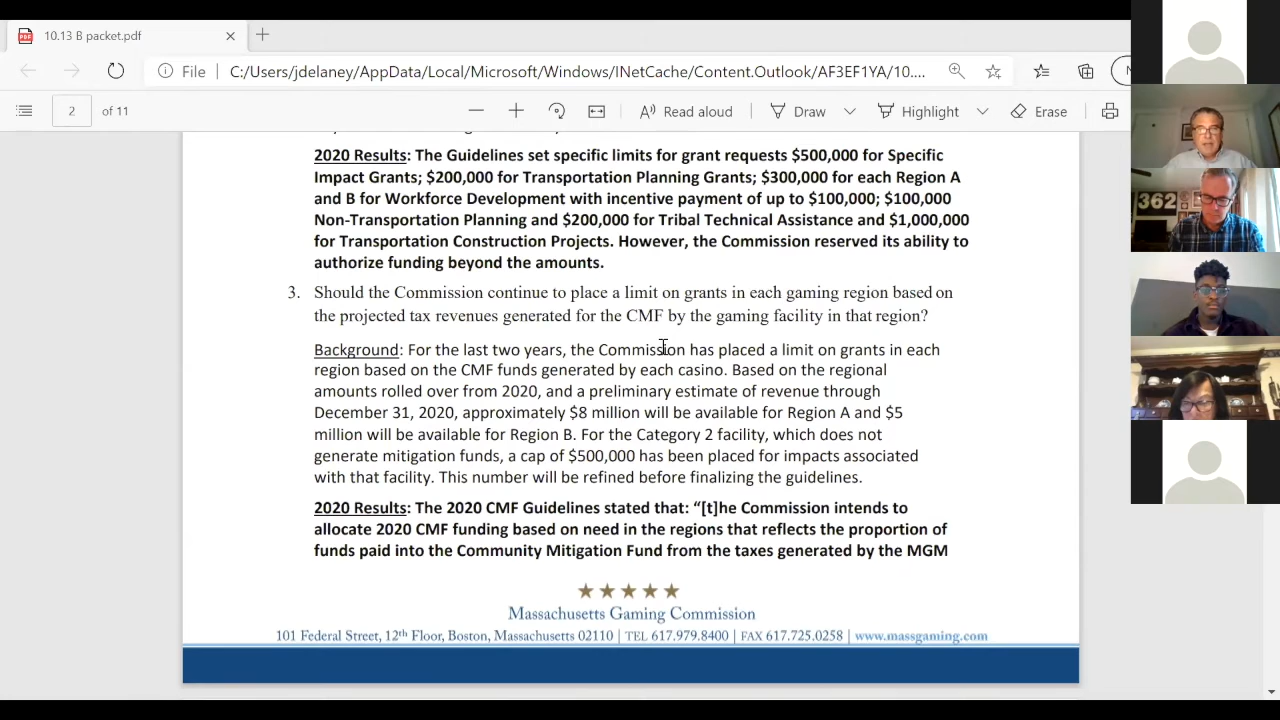 10.13 B packet.pdf
File
C:/Users/jdelaney/AppData/Local/Microsoft/Windows/INetCache/Content.Outlook/AF3EF1YA/10....
2
of 11
Read aloud
Draw
Highlight
Erase
2020 Results: The Guidelines set specific limits for grant requests $500,000 for Specific
Impact Grants; $200,000 for Transportation Planning Grants; $300,000 for each Region A
and B for Workforce Development with incentive payment of up to $100,000; $100,000
Non-Transportation Planning and $200,000 for Tribal Technical Assistance and $1,000,000
for Transportation Construction Projects. However, the Commission reserved its ability to
authorize funding beyond the amounts.
3. Should the Commission continue to place a limit on grants in each gaming region based on
the projected tax revenues generated for the CMF by the gaming facility in that region?
Background: For the last two years, the Commission has placed a limit on grants in each
region based on the CMF funds generated by each casino. Based on the regional
amounts rolled over from 2020, and a preliminary estimate of revenue through
December 31, 2020, approximately $8 million will be available for Region A and $5
million will be available for Region B. For the Category 2 facility, which does not
generate mitigation funds, a cap of $500,000 has been placed for impacts associated
with that facility. This number will be refined before finalizing the guidelines.
2020 Results: The 2020 CMF Guidelines stated that: “[t]he Commission intends to
allocate 2020 CMF funding based on need in the regions that reflects the proportion of
funds paid into the Community Mitigation Fund from the taxes generated by the MGM
Massachusetts Gaming Commission
101 Federal Street, 12th Floor, Boston, Massachusetts 02110 | TEL 617.979.8400 | FAX 617.725.0258 | www.massgaming.com
362